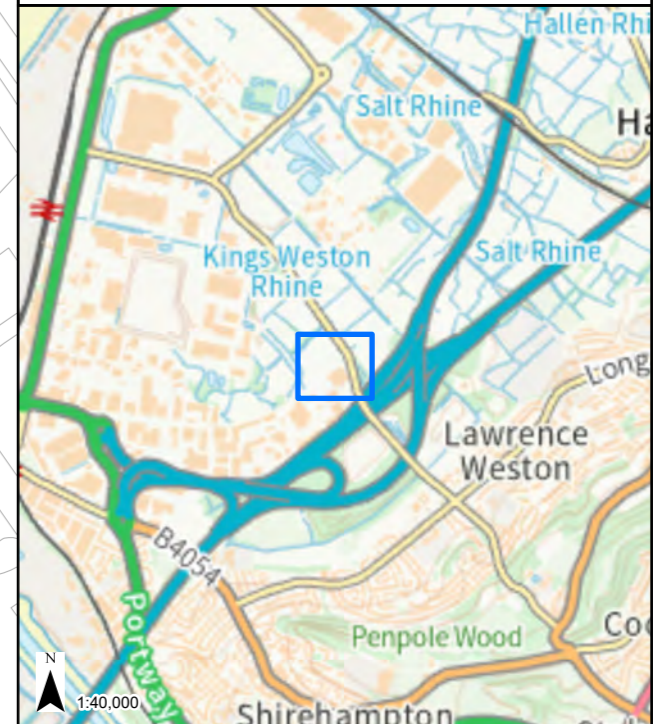 Hallen Rhi
Salt Rhine
Ha
Kings Weston
Rhine
Salt Rhine
Long
Lawrence
Weston
B4054
Portway
Penpole Wood
Coo
N
1:40,000
Shirehampton